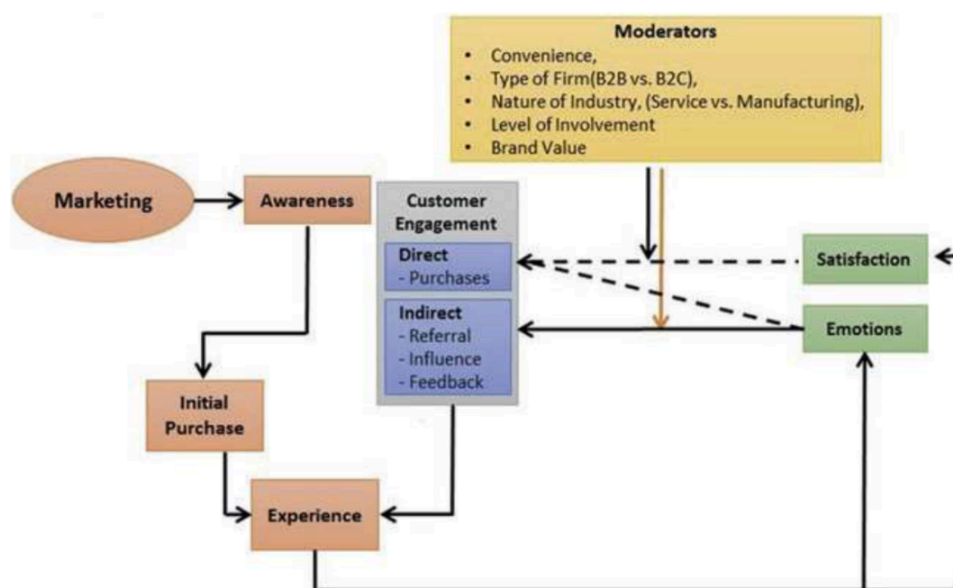 Moderators
• Convenience,
• Type of Firm(B2B vs. B2C),
• Nature of Industry, (Service vs. Manufacturing),
• Level of Involvement
• Brand Value
Marketing
Awareness
Customer
Engagement
Direct
- Purchases
Indirect
- Referral
- Influence
- Feedback
Satisfaction
Emotions
Initial
Purchase
Experience